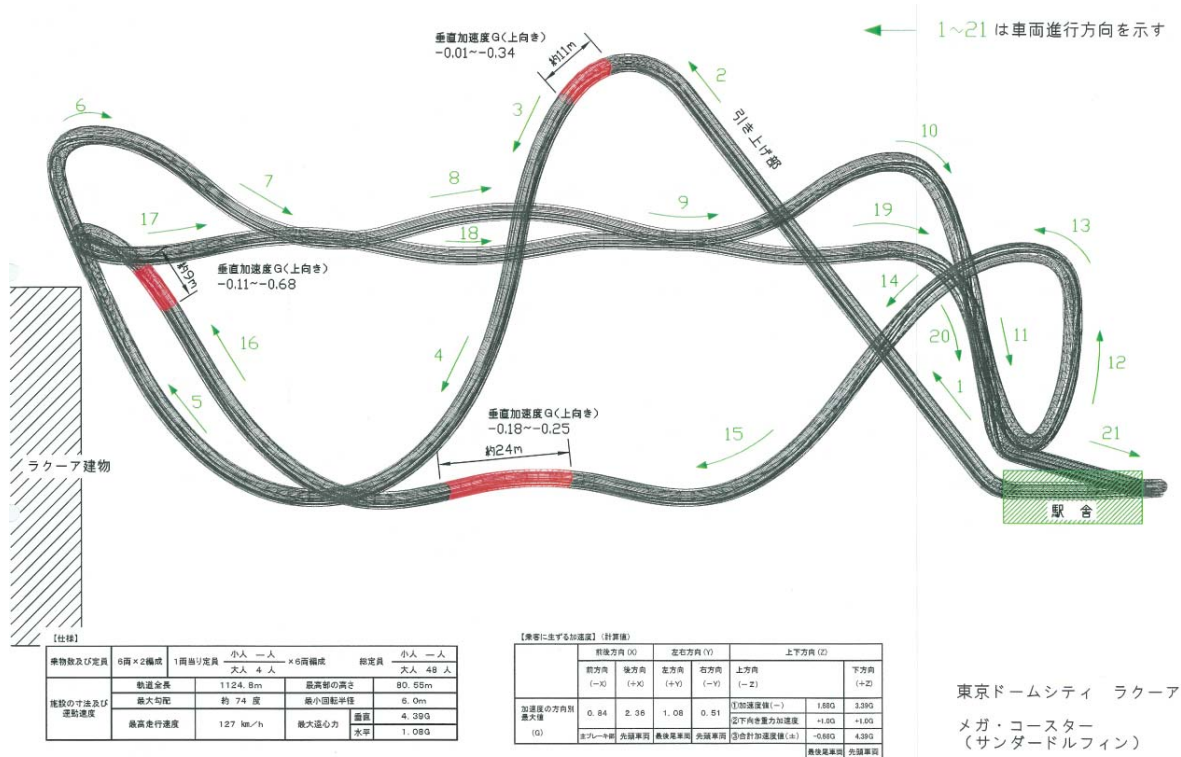 垂直加速度G(上向き)
-0.01~-0.34
約11m
1~21 は車両進行方向を示す
2
3
引き上げ部
6
10
7
8
9
17
18
19
13
垂直加速度G(上向き)
-0.11~-0.68
約9m
14
16
4
20
11
1
12
5
垂直加速度G(上向き)
-0.18~-0.25
約24m
15
21
ラクーア建物
駅 舎
【仕様】
乗物数及び定員 6両×2編成 1両当り定員 小人 ー人 大人 4 人 ×6両編成 総定員 小人 ー人 大人 48 人
施設の寸法及び運動速度
軌道全長 1124.8m 最高部の高さ 80.55m
最大勾配 約 74 度 最小回転半径 6.0m
最高走行速度 127 km/h 最大遠心力 垂直 4.39G
水平 1.08G
【乗客に生ずる加速度】(計算値)
前後方向(X) 左右方向(Y) 上下方向(Z)
前方向 後方向 左方向 右方向 上方向 下方向
(-X) (+X) (+Y) (-Y) (-Z) (+Z)
加速度の方向別最大値
(G)
0.84 2.36 1.08 0.51
①加速度値(-) 1.68G 3.39G
②下向き重力加速度 +1.0G +1.0G
③合計加速度値(±) -0.68G 4.39G
主ブレーキ部 先頭車両 最後尾車両 先頭車両
最後尾車両 先頭車両
東京ドームシティ ラクーア
メガ・コースター
(サンダードルフィン)